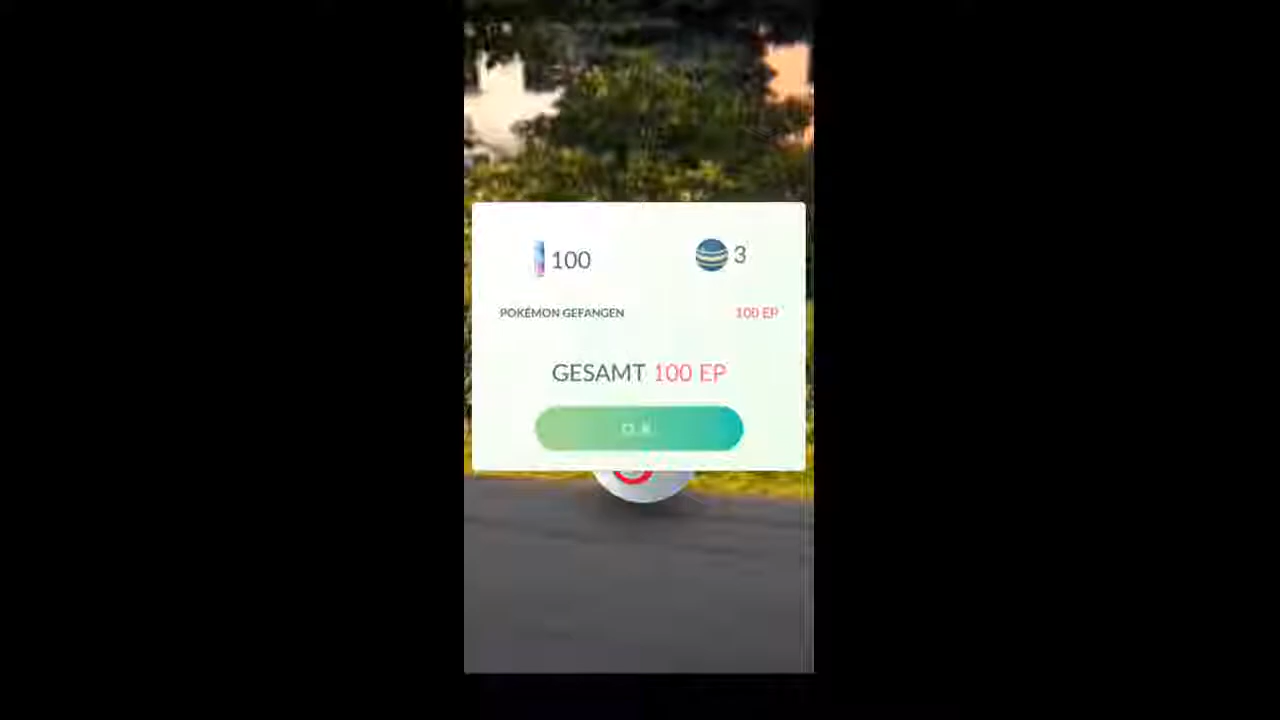 100
3
POKÉMON GEFANGEN 100 EP
GESAMT 100 EP
O.K.